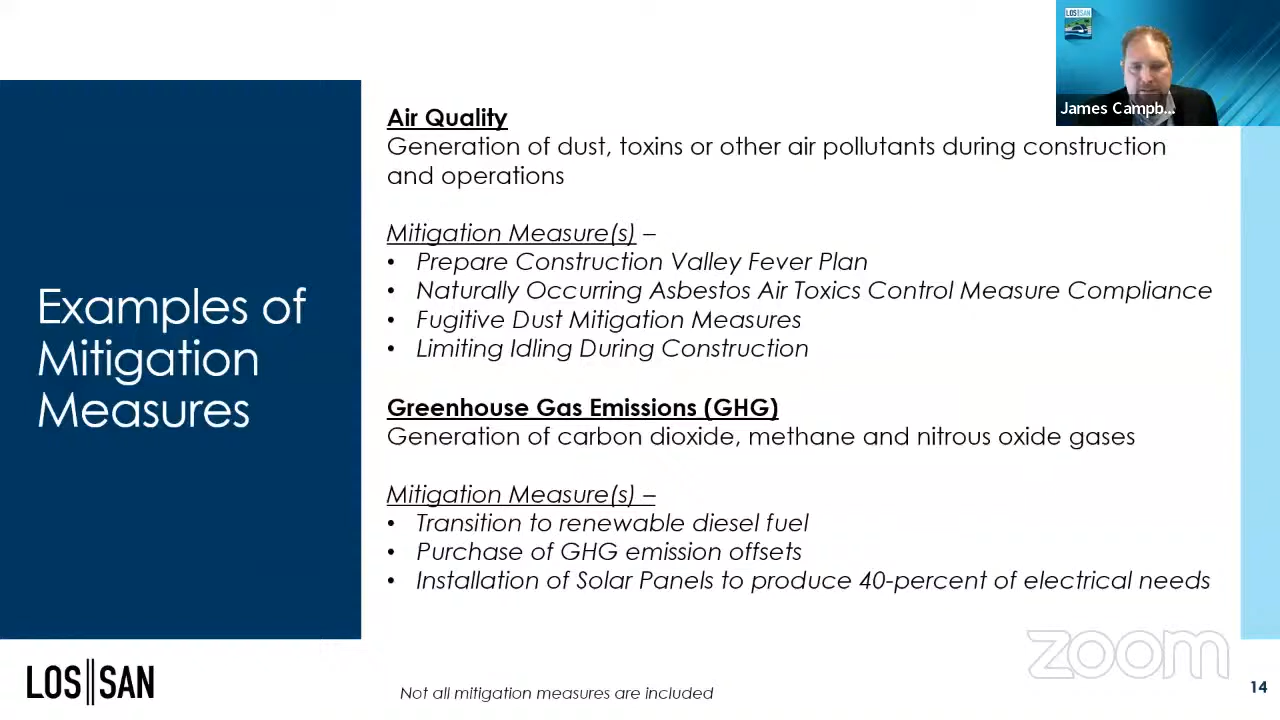 LOS SAN
James Campb...
Examples of
Mitigation
Measures
Air Quality
Generation of dust, toxins or other air pollutants during construction
and operations
Mitigation Measure(s) –
• Prepare Construction Valley Fever Plan
• Naturally Occurring Asbestos Air Toxics Control Measure Compliance
• Fugitive Dust Mitigation Measures
• Limiting Idling During Construction
Greenhouse Gas Emissions (GHG)
Generation of carbon dioxide, methane and nitrous oxide gases
Mitigation Measure(s) –
• Transition to renewable diesel fuel
• Purchase of GHG emission offsets
• Installation of Solar Panels to produce 40-percent of electrical needs
zoom
LOS SAN
Not all mitigation measures are included
14